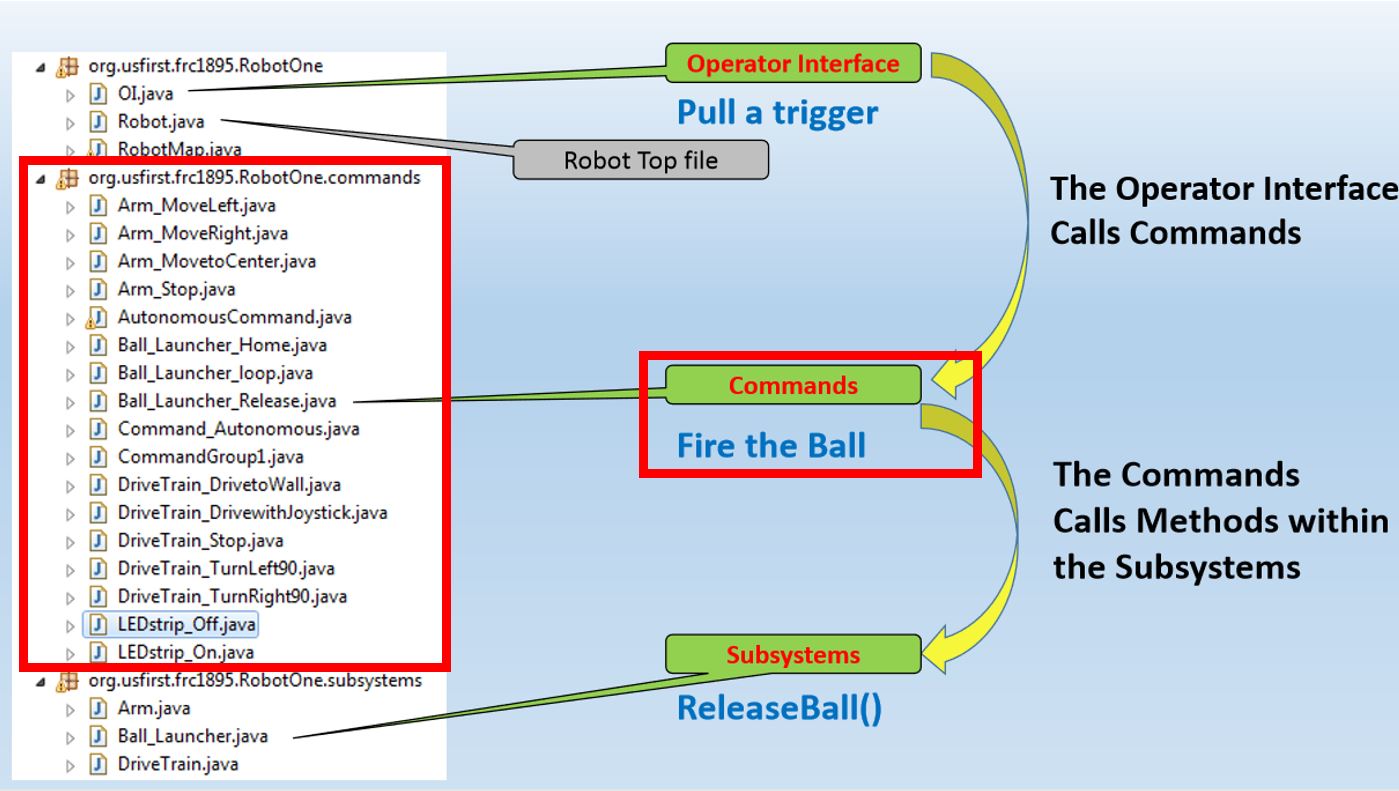 org.usfirst.frc1895.RobotOne
OI.java
Robot.java
RobotMap.java
org.usfirst.frc1895.RobotOne.commands
Arm_MoveLeft.java
Arm_MoveRight.java
Arm_MovetoCenter.java
Arm_Stop.java
AutonomousCommand.java
Ball_Launcher_Home.java
Ball_Launcher_loop.java
Ball_Launcher_Release.java
Command_Autonomous.java
CommandGroup1.java
DriveTrain_DrivetoWall.java
DriveTrain_DrivewithJoystick.java
DriveTrain_Stop.java
DriveTrain_TurnLeft90.java
DriveTrain_TurnRight90.java
LEDstrip_Off.java
LEDstrip_On.java
org.usfirst.frc1895.RobotOne.subsystems
Arm.java
Ball_Launcher.java
DriveTrain.java
Operator Interface
Pull a trigger
Robot Top file
The Operator Interface
Calls Commands
Commands
Fire the Ball
The Commands
Calls Methods within
the Subsystems
Subsystems
ReleaseBall()